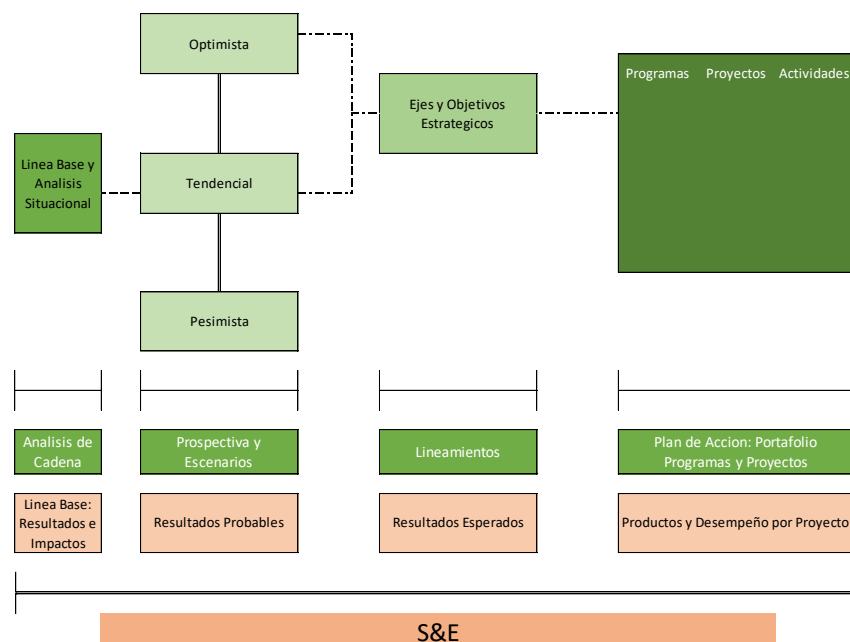 Optimista
Programas Proyectos Actividades
Ejes y Objetivos
Estrategicos
Linea Base y
Analisis
Situacional
Tendencial
Pesimista
Analisis de
Cadena
Prospectiva y
Escenarios
Lineamientos
Plan de Accion: Portafolio
Programas y Proyectos
Linea Base:
Resultados e
Impactos
Resultados Probables
Resultados Esperados
Productos y Desempeño por Proyecto
S&E